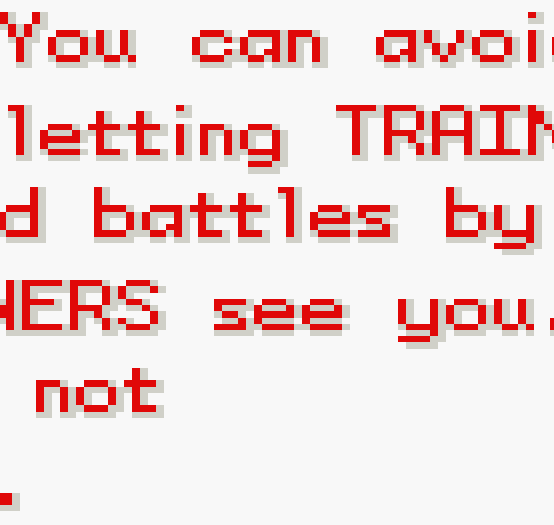 You can avoi
letting TRAIN
d battles by
NERS see you.
not
.